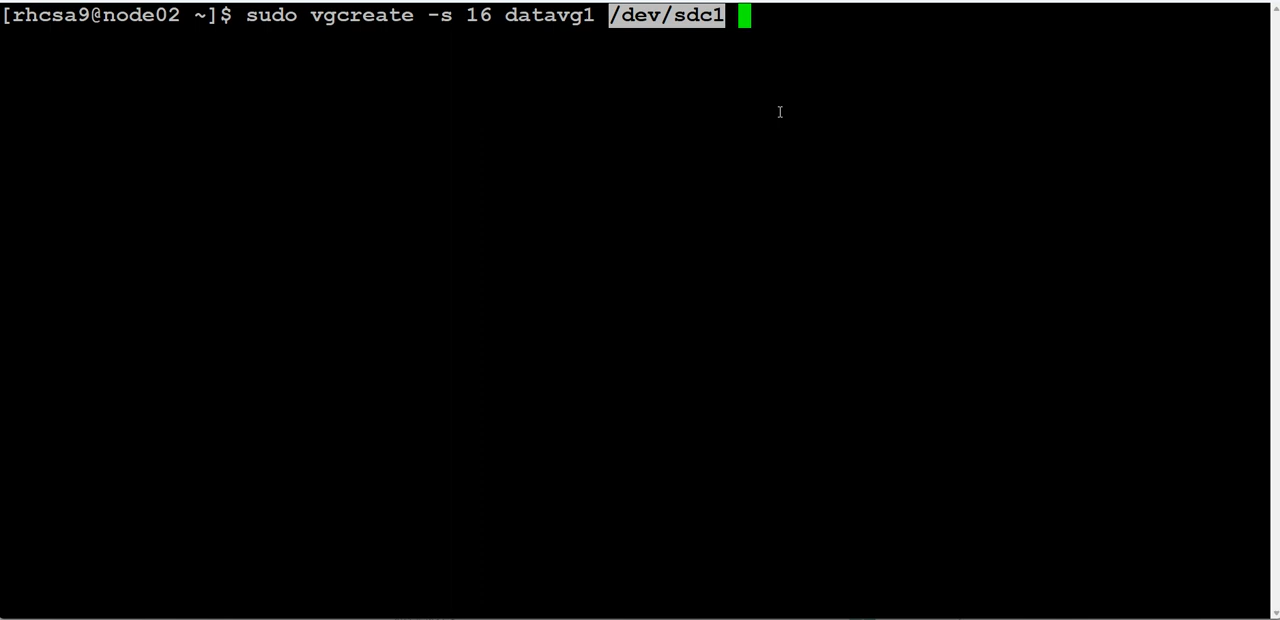 [rhcsa9@node02 ~]$ sudo vgcreate -s 16 datavg1 /dev/sdc1